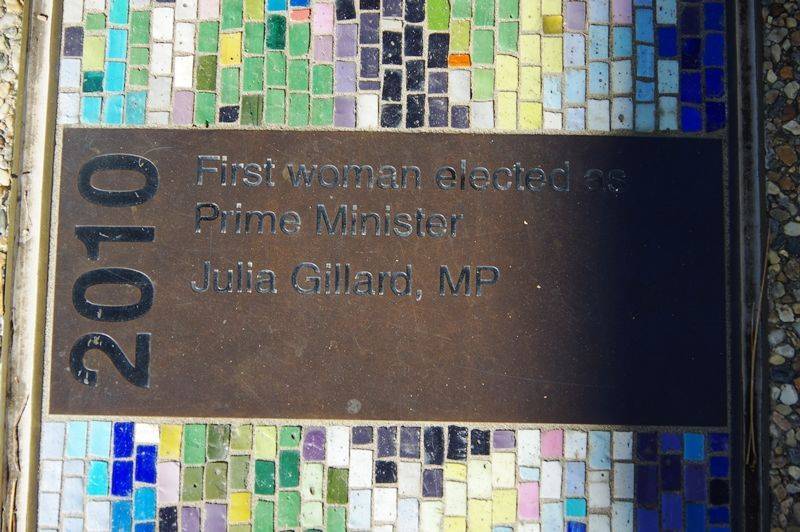 2010
First woman elected as
Prime Minister
Julia Gillard, MP